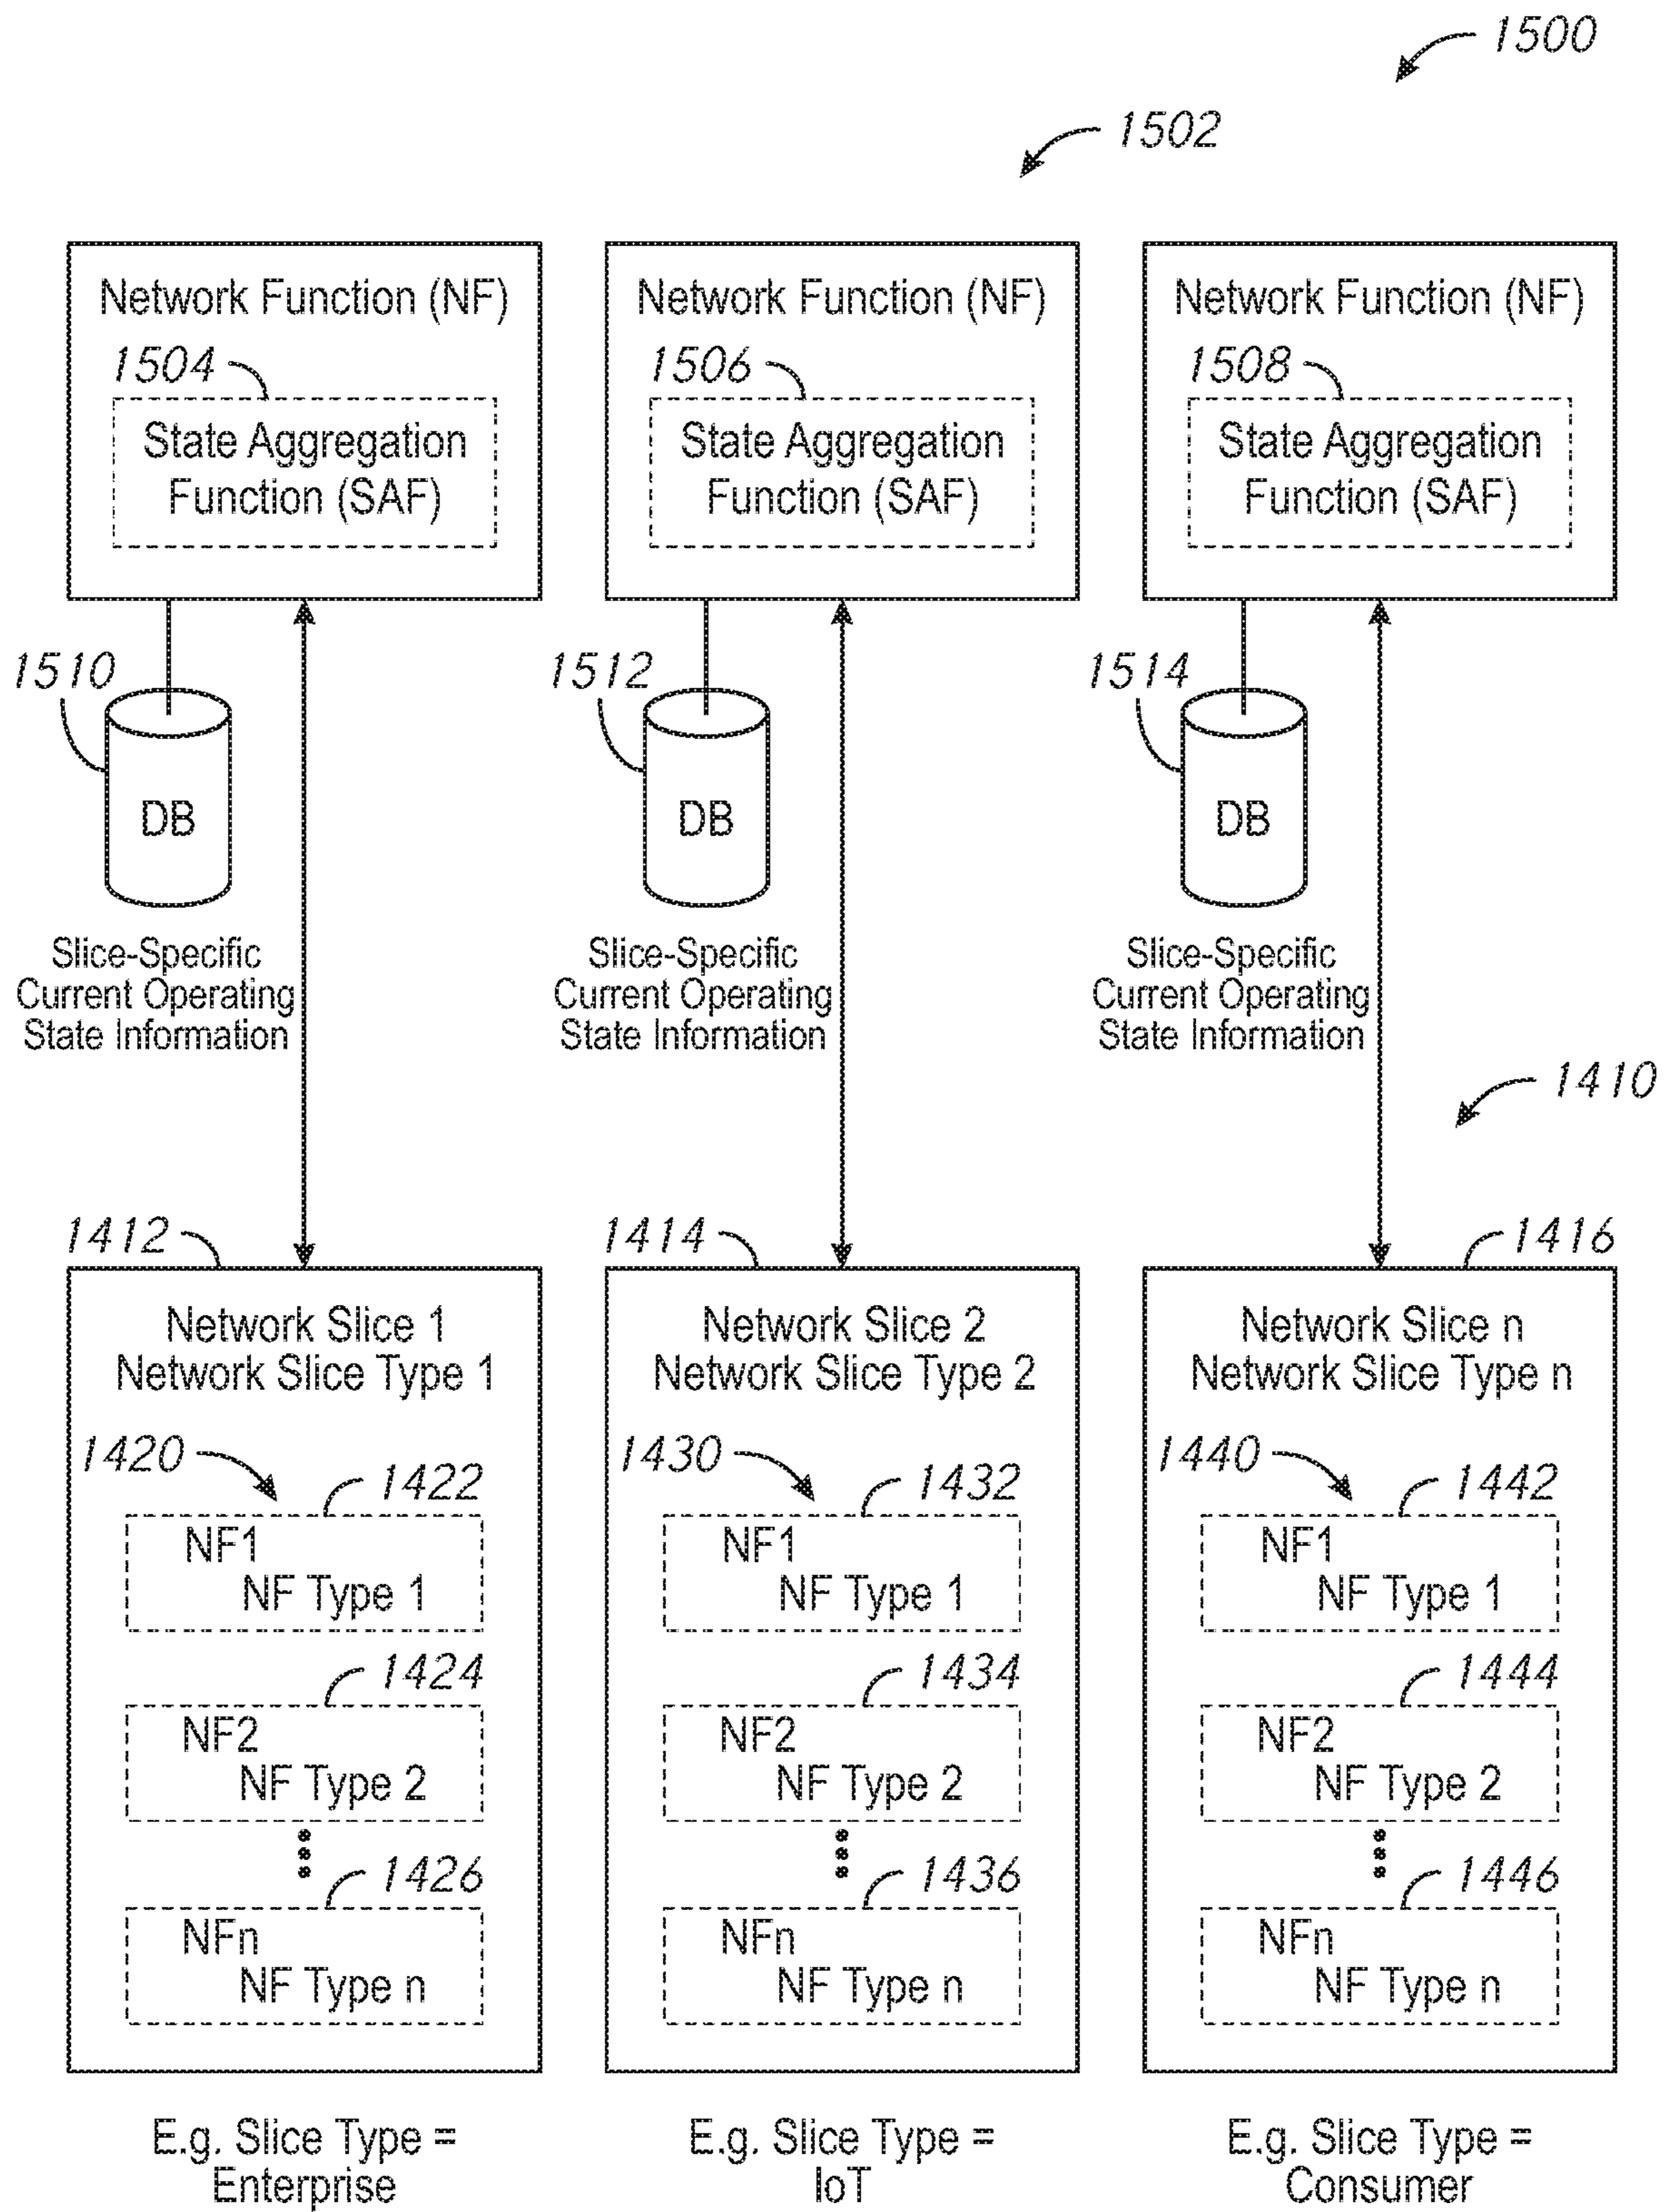 1500
1502
Network Function (NF)
1504
State Aggregation
Function (SAF)
Network Function (NF)
1506
State Aggregation
Function (SAF)
Network Function (NF)
1508
State Aggregation
Function (SAF)
1510
DB
Slice-Specific
Current Operating
State Information
1512
DB
Slice-Specific
Current Operating
State Information
1514
DB
Slice-Specific
Current Operating
State Information
1410
1412
Network Slice 1
Network Slice Type 1
1420
1422
NF1
NF Type 1
1424
NF2
NF Type 2
1426
NFn
NF Type n
E.g. Slice Type =
Enterprise
1414
Network Slice 2
Network Slice Type 2
1430
1432
NF1
NF Type 1
1434
NF2
NF Type 2
1436
NFn
NF Type n
E.g. Slice Type =
IoT
1416
Network Slice n
Network Slice Type n
1440
1442
NF1
NF Type 1
1444
NF2
NF Type 2
1446
NFn
NF Type n
E.g. Slice Type =
Consumer